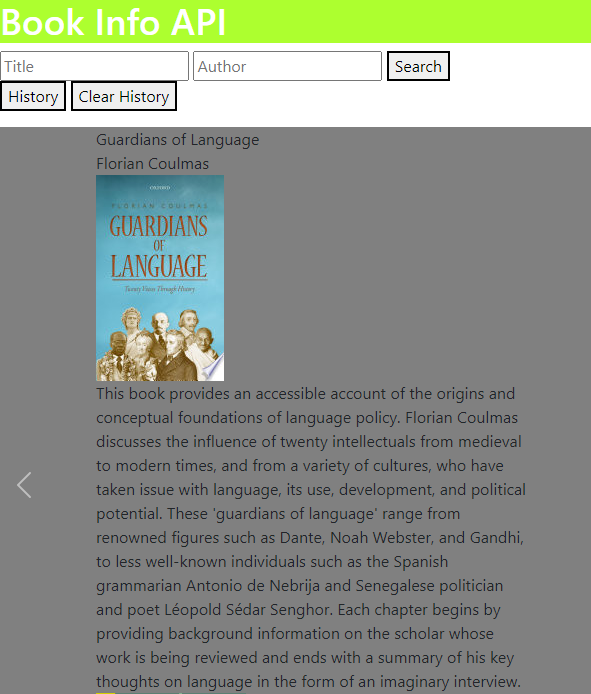 Book Info API
Title Author Search
History Clear History
Guardians of Language
Florian Coulmas
OXFORD
FLORIAN COULMAS
GUARDIANS
OF
LANGUAGE
Twenty Voices Through History
This book provides an accessible account of the origins and
conceptual foundations of language policy. Florian Coulmas
discusses the influence of twenty intellectuals from medieval
to modern times, and from a variety of cultures, who have
taken issue with language, its use, development, and political
potential. These 'guardians of language' range from
renowned figures such as Dante, Noah Webster, and Gandhi,
to less well-known individuals such as the Spanish
grammarian Antonio de Nebrija and Senegalese politician
and poet Léopold Sédar Senghor. Each chapter begins by
providing background information on the scholar whose
work is being reviewed and ends with a summary of his key
thoughts on language in the form of an imaginary interview.